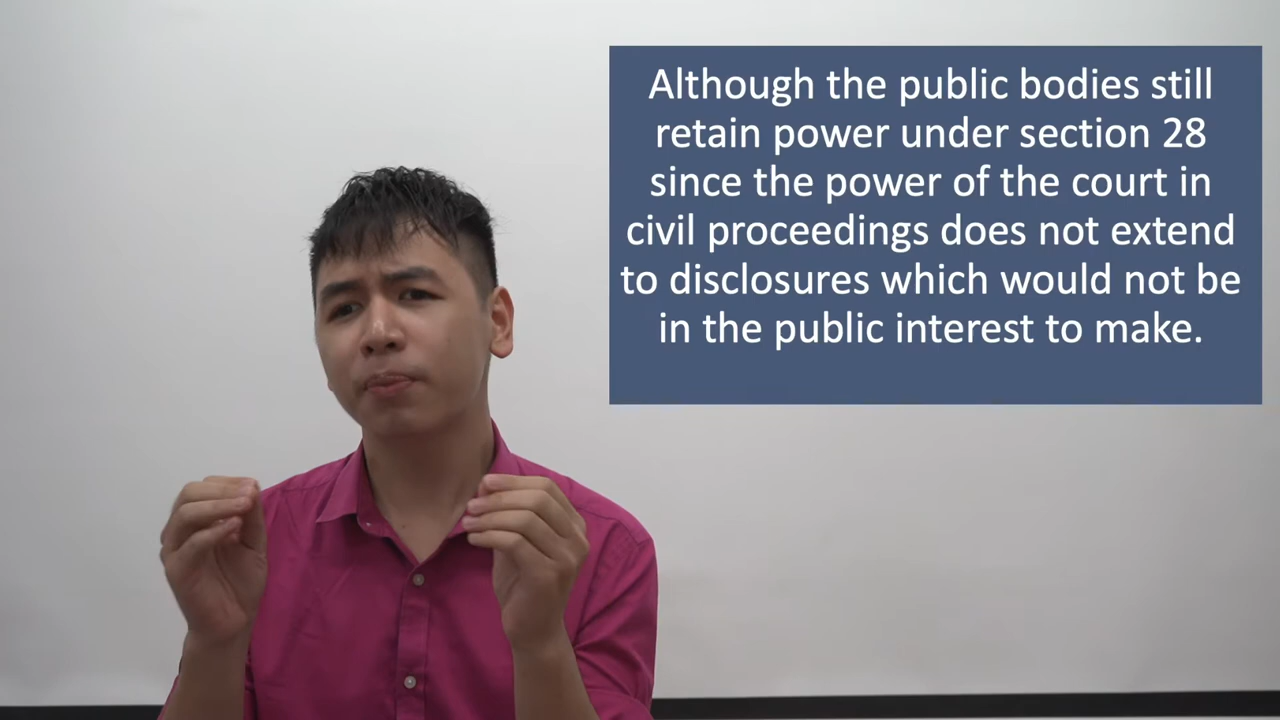 Although the public bodies still
retain power under section 28
since the power of the court in
civil proceedings does not extend
to disclosures which would not be
in the public interest to make.